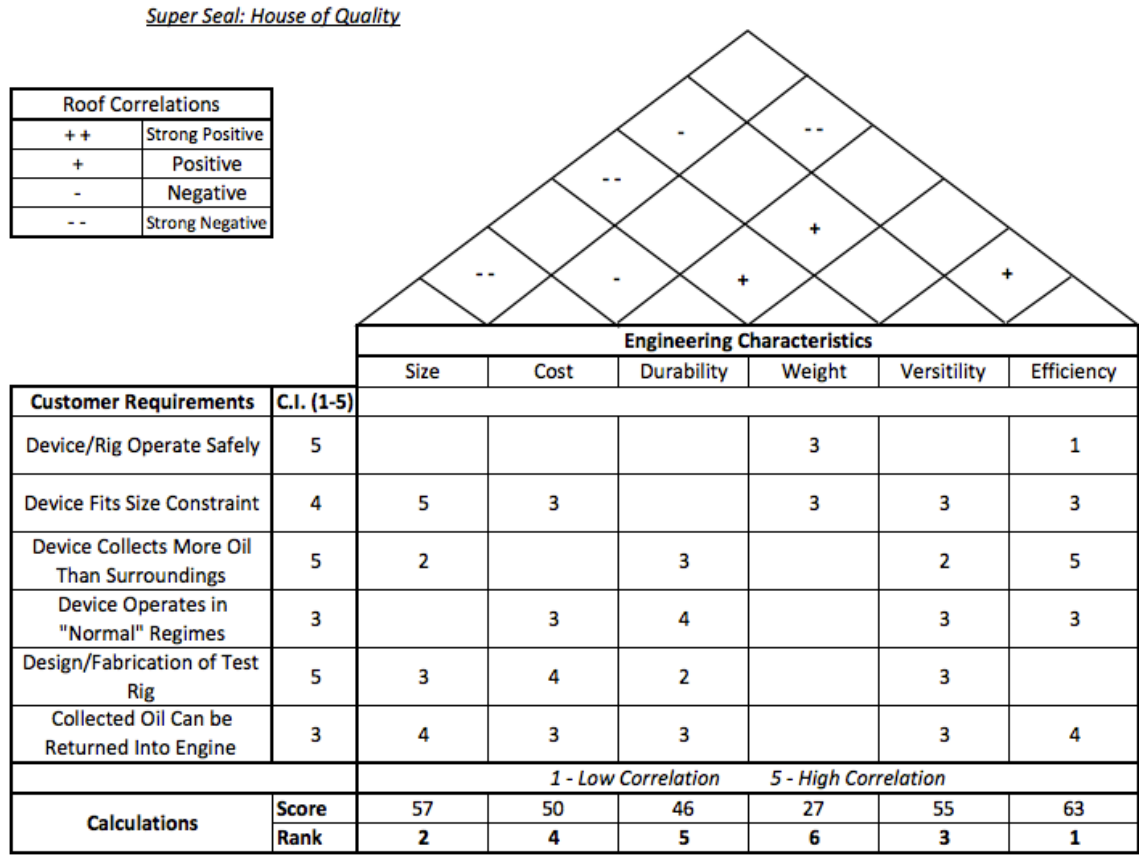 Super Seal: House of Quality
Roof Correlations
+ + Strong Positive
+ Positive
- Negative
- - Strong Negative
- - -
- -
+
- - - + +
Engineering Characteristics
Size Cost Durability Weight Versitility Efficiency
Customer Requirements C.I. (1-5)
Device/Rig Operate Safely 5 3 1
Device Fits Size Constraint 4 5 3 3 3 3
Device Collects More Oil
Than Surroundings 5 2 3 2 5
Device Operates in
"Normal" Regimes 3 3 4 3 3
Design/Fabrication of Test
Rig 5 3 4 2 3
Collected Oil Can be
Returned Into Engine 3 4 3 3 3 4
1 - Low Correlation 5 - High Correlation
Calculations
Score 57 50 46 27 55 63
Rank 2 4 5 6 3 1